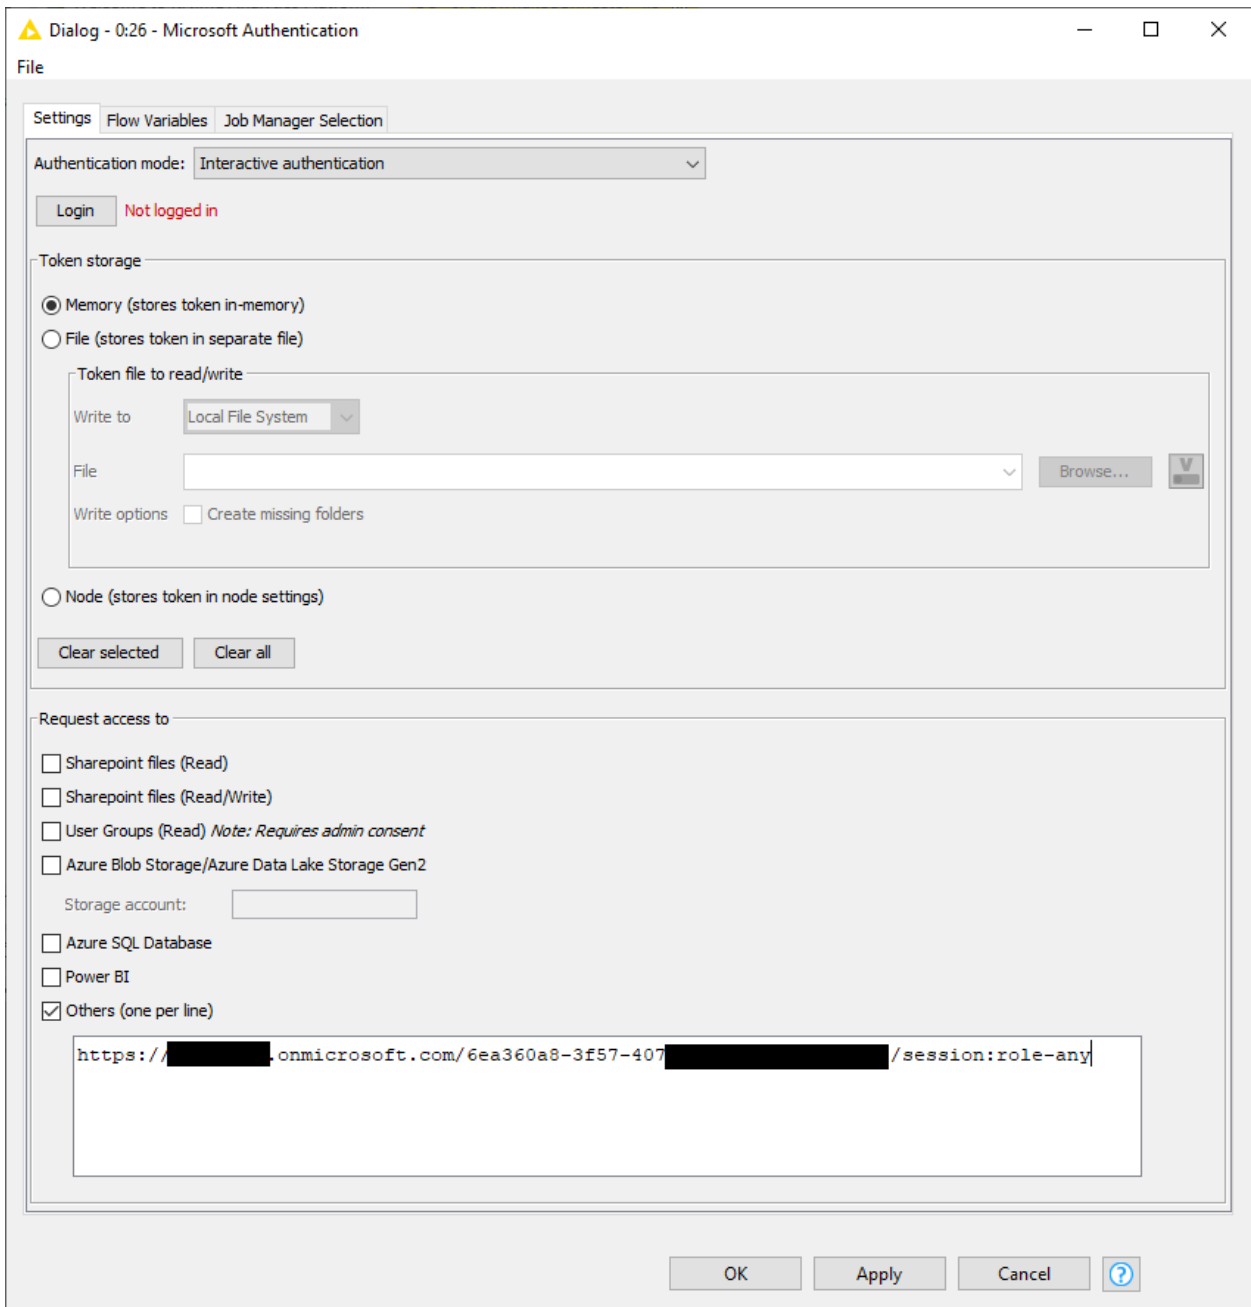 Dialog - 0:26 - Microsoft Authentication
File
Settings Flow Variables Job Manager Selection
Authentication mode: Interactive authentication
Login Not logged in
Token storage
Memory (stores token in-memory)
File (stores token in separate file)
Token file to read/write
Write to Local File System
File Browse... V
Write options Create missing folders
Node (stores token in node settings)
Clear selected Clear all
Request access to
Sharepoint files (Read)
Sharepoint files (Read/Write)
User Groups (Read) Note: Requires admin consent
Azure Blob Storage/Azure Data Lake Storage Gen2
Storage account:
Azure SQL Database
Power BI
Others (one per line)
https:// .onmicrosoft.com/6ea360a8-3f57-407 /session:role-any
OK Apply Cancel ?